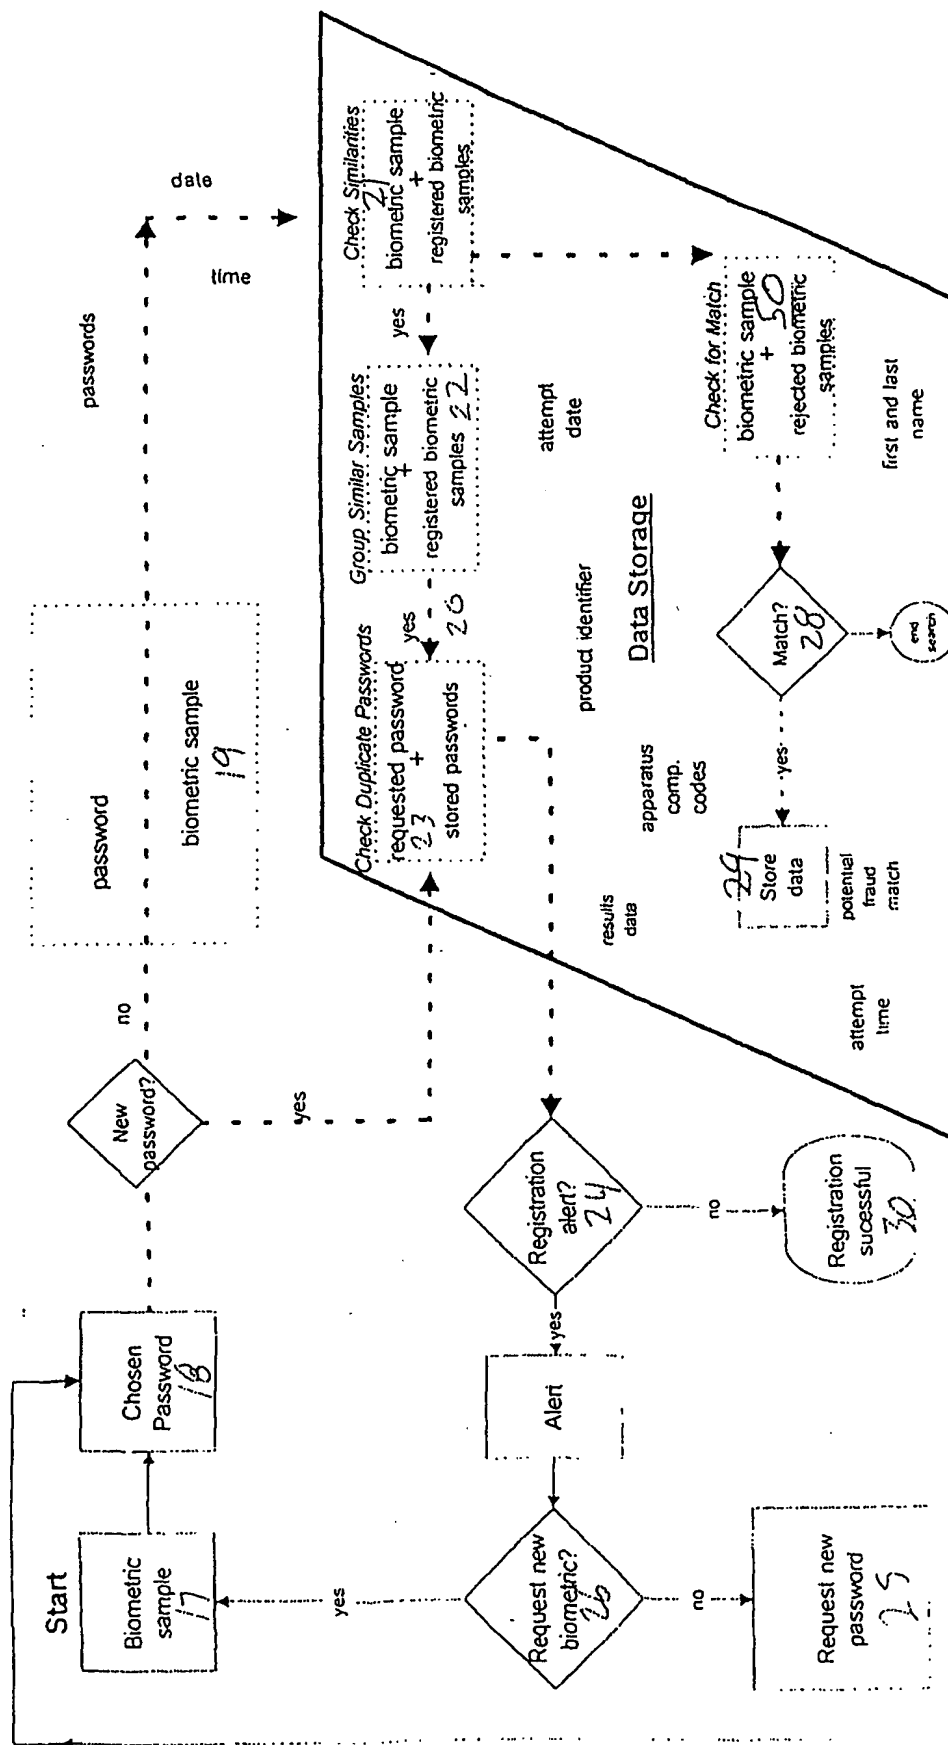 Start
Biometric
sample
17
Chosen
Password
18
New
password?
no
yes
password
biometric sample
19
passwords
date
time
Check Similarities
21
biometric sample
+
registered biometric
samples
yes
Group Similar Samples
biometric sample
+
registered biometric
samples 22
yes
20
Check Duplicate Passwords
requested password
23 +
stored passwords
attempt
date
product identifier
Data Storage
apparatus
comp.
codes
results
data
Check for Match
biometric sample
+ 50
rejected biometric
samples
first and last
name
Match?
28
end
search
yes
29
Store
data
potential
fraud
match
attempt
time
Registration
alert?
24
no
Registration
sucessful
30
yes
Alert
Request new
biometric?
26
yes
no
Request new
password
25